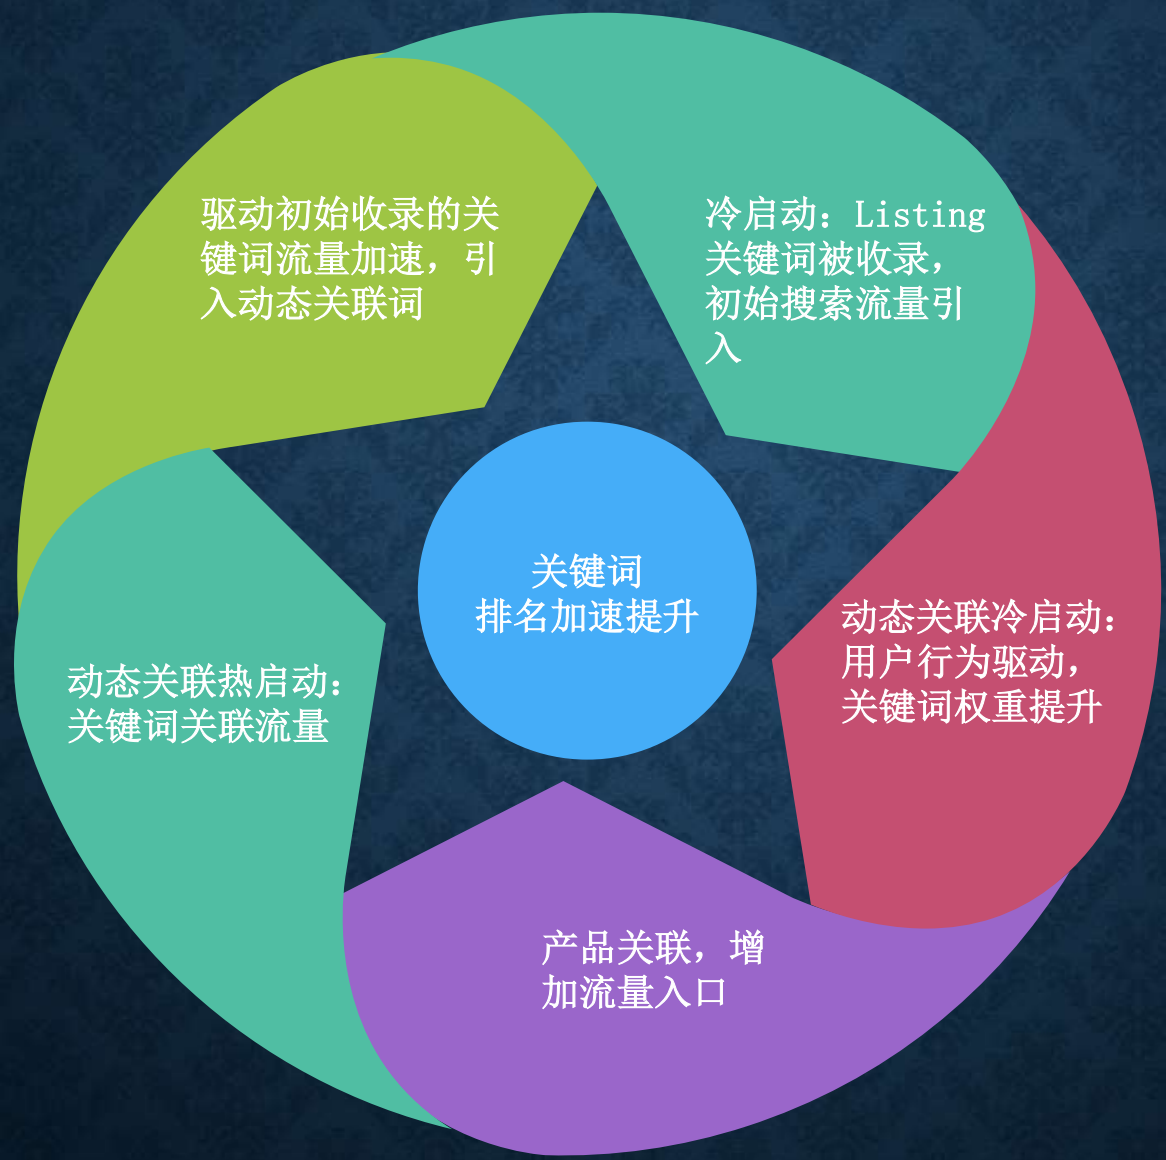 冷启动：Listing
关键词被收录，
初始搜索流量引
入
动态关联冷启动：
用户行为驱动，
关键词权重提升
产品关联，增
加流量入口
动态关联热启动：
关键词关联流量
驱动初始收录的关
键词流量加速，引
入动态关联词
关键词
排名加速提升